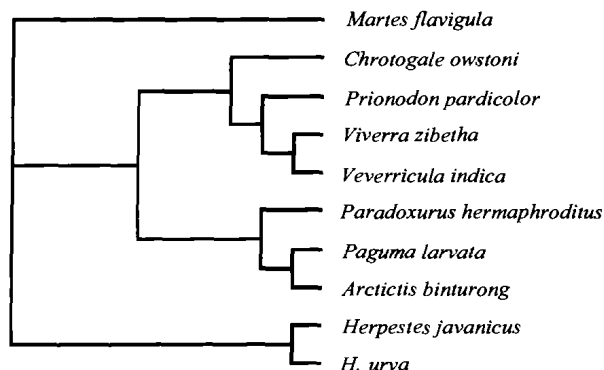 Martes flavigula
Chrotogale owstoni
Prionodon pardicolor
Viverra zibetha
Veverricula indica
Paradoxurus hermaphroditus
Paguma larvata
Arctictis binturong
Herpestes javanicus
H. urva